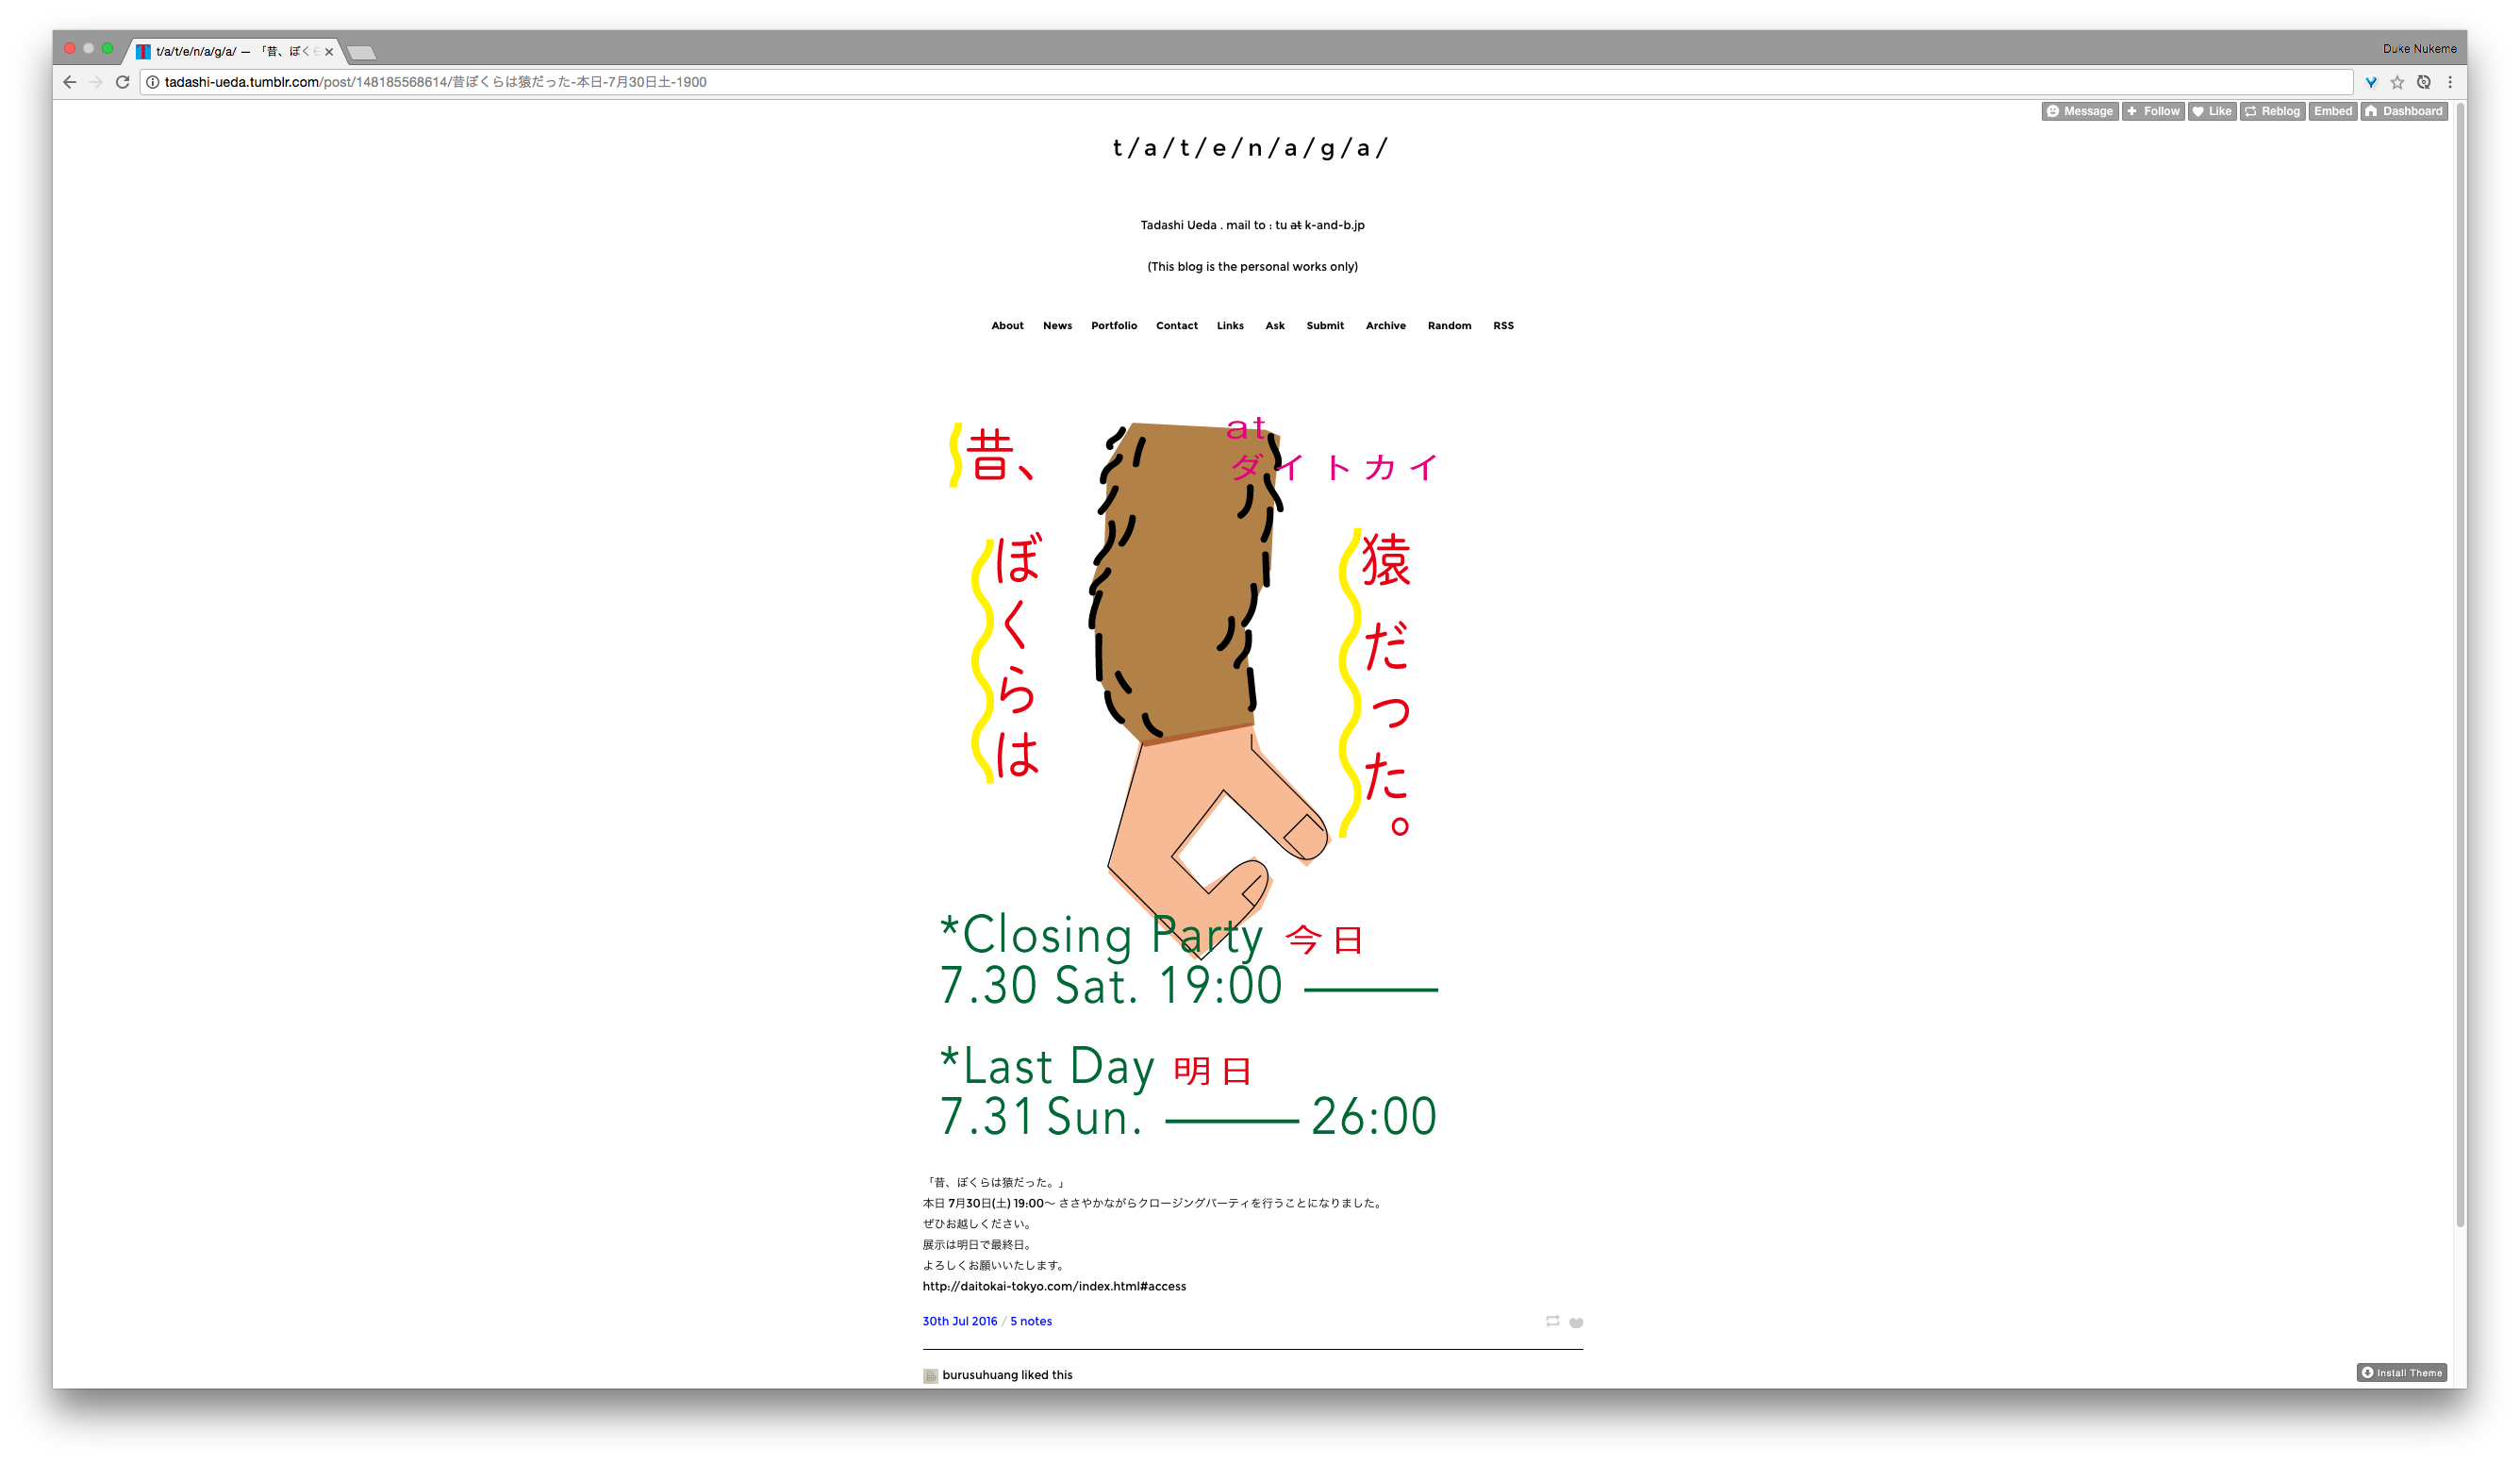 t/a/t/e/n/a/g/a/ — 「昔、ぼくら
Duke Nukeme
tadashi-ueda.tumblr.com/post/148185568614/昔ぼくらは猿だった-本日-7月30日土-1900
Message Follow Like Reblog Embed Dashboard
t/a/t/e/n/a/g/a/
Tadashi Ueda . mail to : tu at k-and-b.jp
(This blog is the personal works only)
About News Portfolio Contact Links Ask Submit Archive Random RSS
昔、
ぼくらは
at
ダイトカイ
猿だった。
*Closing Party 今日
7.30 Sat. 19:00 ———
*Last Day 明日
7.31 Sun. ——— 26:00
「昔、ぼくらは猿だった。」
本日 7月30日(土) 19:00〜 ささやかながらクロージングパーティを行うことになりました。
ぜひお越しください。
展示は明日で最終日。
よろしくお願いいたします。
http://daitokai-tokyo.com/index.html#access
30th Jul 2016 / 5 notes
burusuhuang liked this
Install Theme